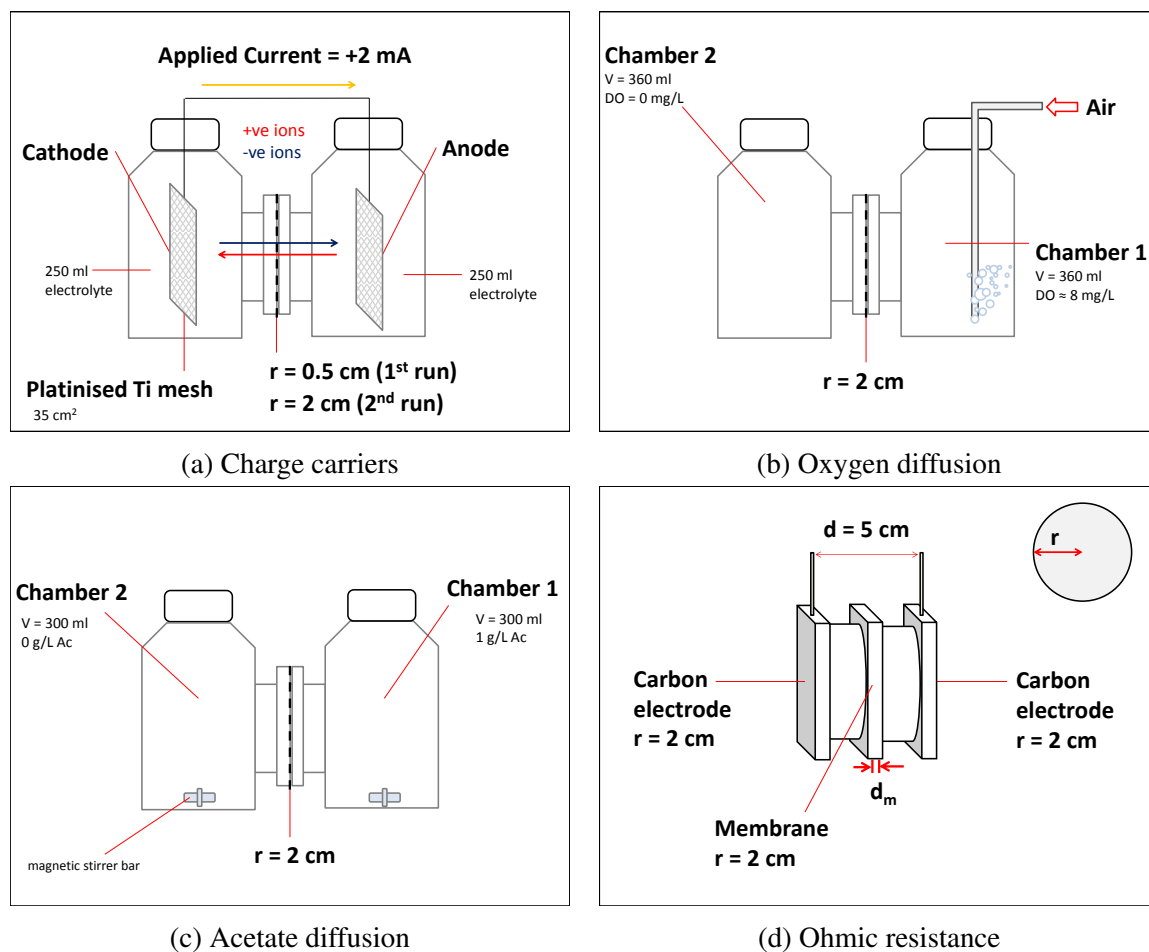 Applied Current = +2 mA
+ve ions
-ve ions
Cathode
Anode
250 ml
electrolyte
250 ml
electrolyte
r = 0.5 cm (1st run)
r = 2 cm (2nd run)
Platinised Ti mesh
35 cm²
(a) Charge carriers
Chamber 2
V = 360 ml
DO = 0 mg/L
Air
Chamber 1
V = 360 ml
DO ≈ 8 mg/L
r = 2 cm
(b) Oxygen diffusion
Chamber 2
V = 300 ml
0 g/L Ac
Chamber 1
V = 300 ml
1 g/L Ac
magnetic stirrer bar
r = 2 cm
(c) Acetate diffusion
d = 5 cm
r
Carbon
electrode
r = 2 cm
Carbon
electrode
r = 2 cm
dm
Membrane
r = 2 cm
(d) Ohmic resistance